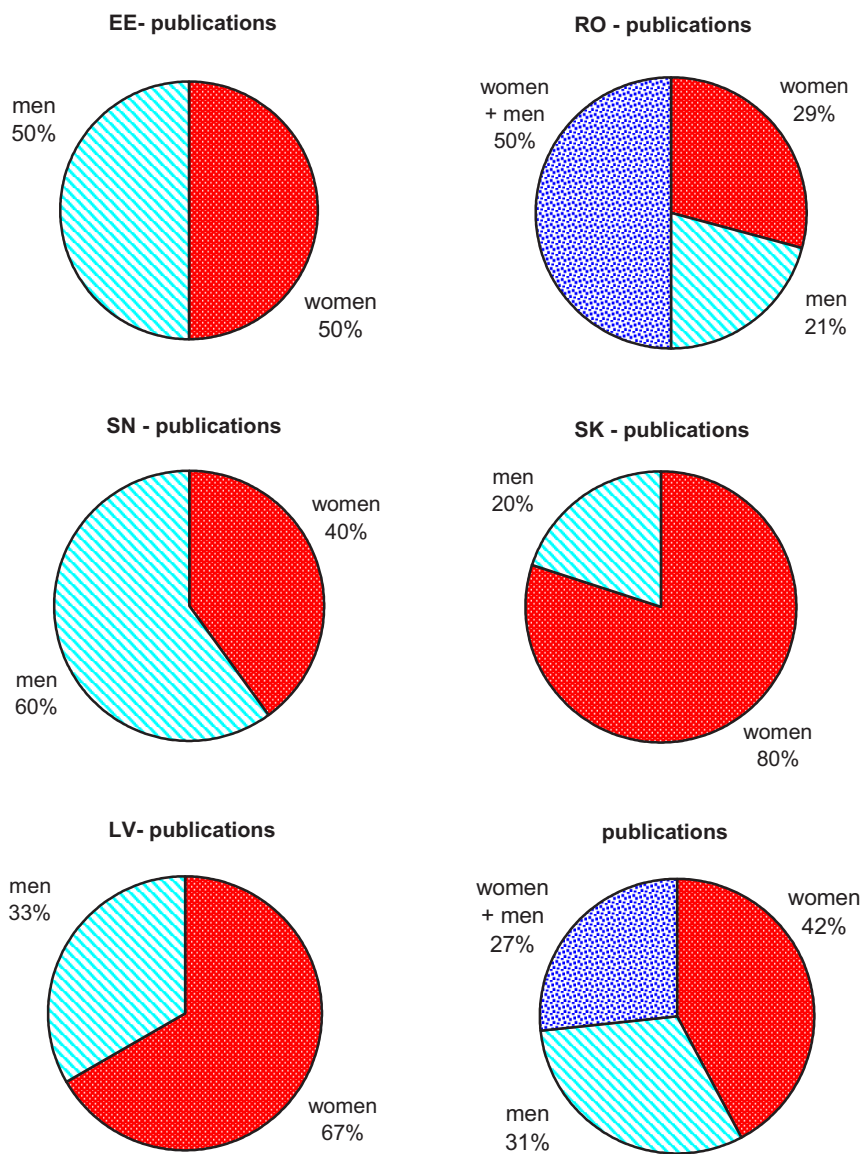 EE- publications
men
50%
women
50%
RO - publications
women
+ men
50%
women
29%
men
21%
SN - publications
women
40%
men
60%
SK - publications
men
20%
women
80%
LV- publications
men
33%
women
67%
publications
women
+ men
27%
women
42%
men
31%